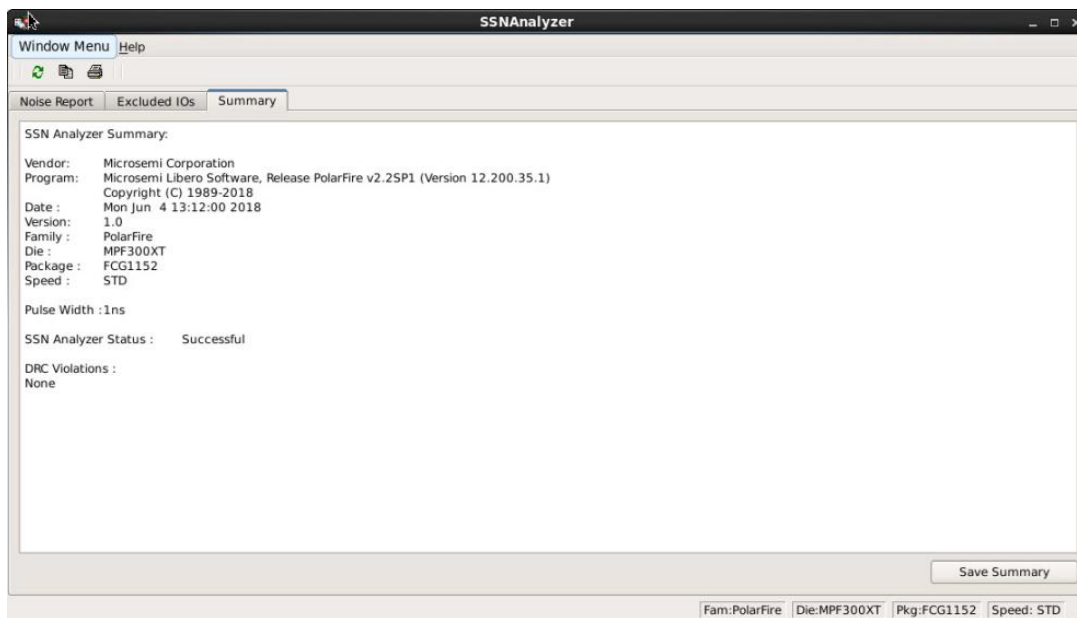 SSNAnalyzer
Window Menu Help
Noise Report Excluded IOs Summary
SSN Analyzer Summary:
Vendor: Microsemi Corporation
Program: Microsemi Libero Software, Release PolarFire v2.2SP1 (Version 12.200.35.1)
Copyright (C) 1989-2018
Date : Mon Jun 4 13:12:00 2018
Version: 1.0
Family : PolarFire
Die : MPF300XT
Package : FCG1152
Speed : STD
Pulse Width :1ns
SSN Analyzer Status : Successful
DRC Violations :
None
Save Summary
Fam:PolarFire Die:MPF300XT Pkg:FCG1152 Speed: STD